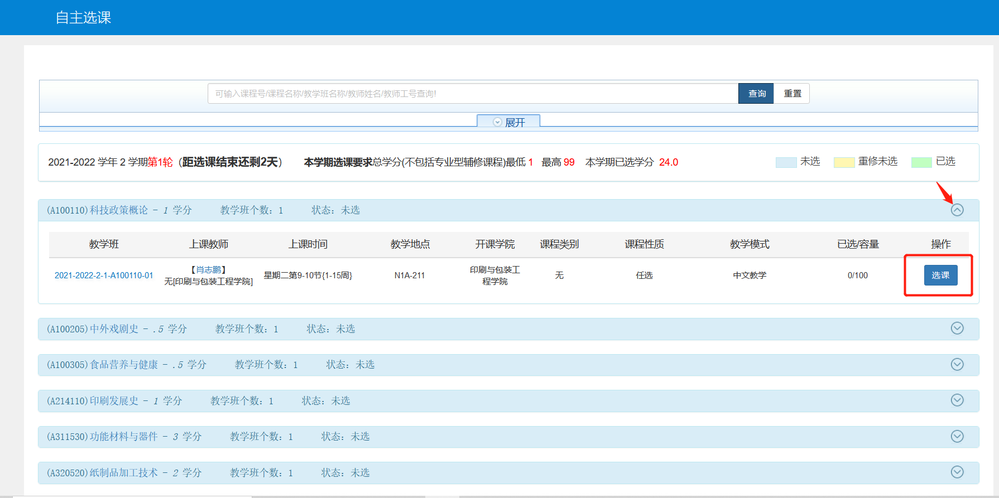 自主选课
可输入课程号/课程名称/教学班名称/教师姓名/教师工号查询! 查询 重置
展开
2021-2022 学年 2 学期第1轮（距选课结束还剩2天） 本学期选课要求总学分(不包括专业型辅修课程)最低 1 最高 99 本学期已选学分 24.0 未选 重修未选 已选
(A100110)科技政策概论 - 1 学分 教学班个数：1 状态：未选
教学班 上课教师 上课时间 教学地点 开课学院 课程类别 课程性质 教学模式 已选/容量 操作
2021-2022-2-1-A100110-01 【肖志鹏】 星期二第9-10节{1-15周} N1A-211 印刷与包装工 无 任选 中文教学 0/100 选课
无[印刷与包装工程学院] 程学院
(A100205)中外戏剧史 - .5 学分 教学班个数：1 状态：未选
(A100305)食品营养与健康 - .5 学分 教学班个数：1 状态：未选
(A214110)印刷发展史 - 1 学分 教学班个数：1 状态：未选
(A311530)功能材料与器件 - 3 学分 教学班个数：1 状态：未选
(A320520)纸制品加工技术 - 2 学分 教学班个数：1 状态：未选